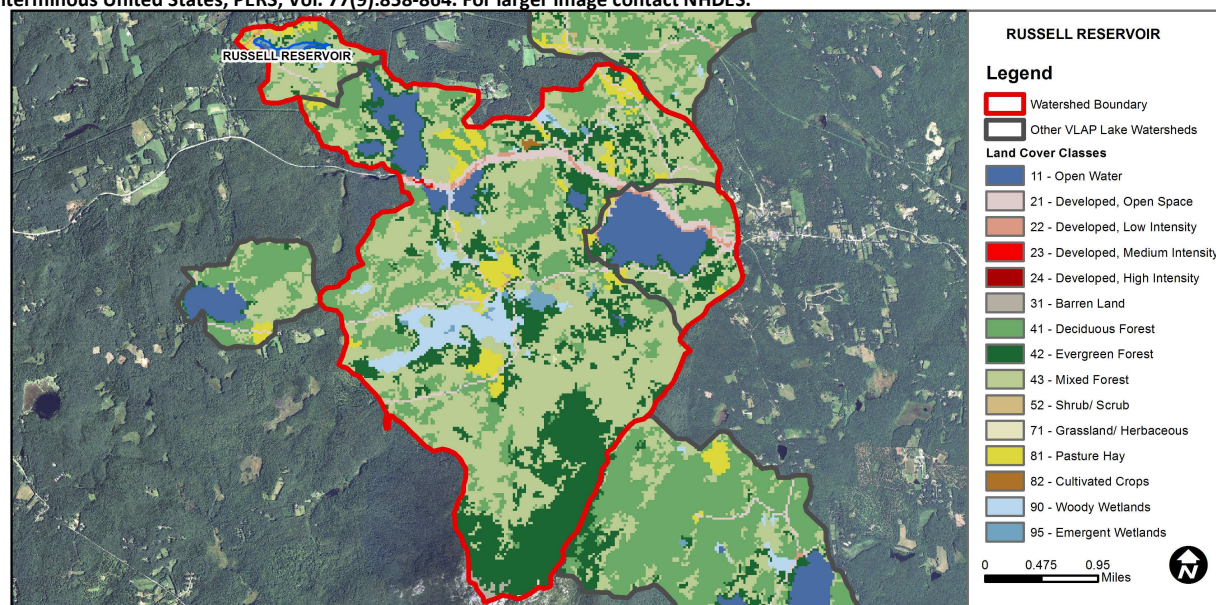 nterminous United States, PERS, Vol. 77(9):858-864. For larger image contact NHDES.
RUSSELL RESERVOIR
RUSSELL RESERVOIR
Legend
Watershed Boundary
Other VLAP Lake Watersheds
Land Cover Classes
11 - Open Water
21 - Developed, Open Space
22 - Developed, Low Intensity
23 - Developed, Medium Intensity
24 - Developed, High Intensity
31 - Barren Land
41 - Deciduous Forest
42 - Evergreen Forest
43 - Mixed Forest
52 - Shrub/ Scrub
71 - Grassland/ Herbaceous
81 - Pasture Hay
82 - Cultivated Crops
90 - Woody Wetlands
95 - Emergent Wetlands
0 0.475 0.95
Miles
N